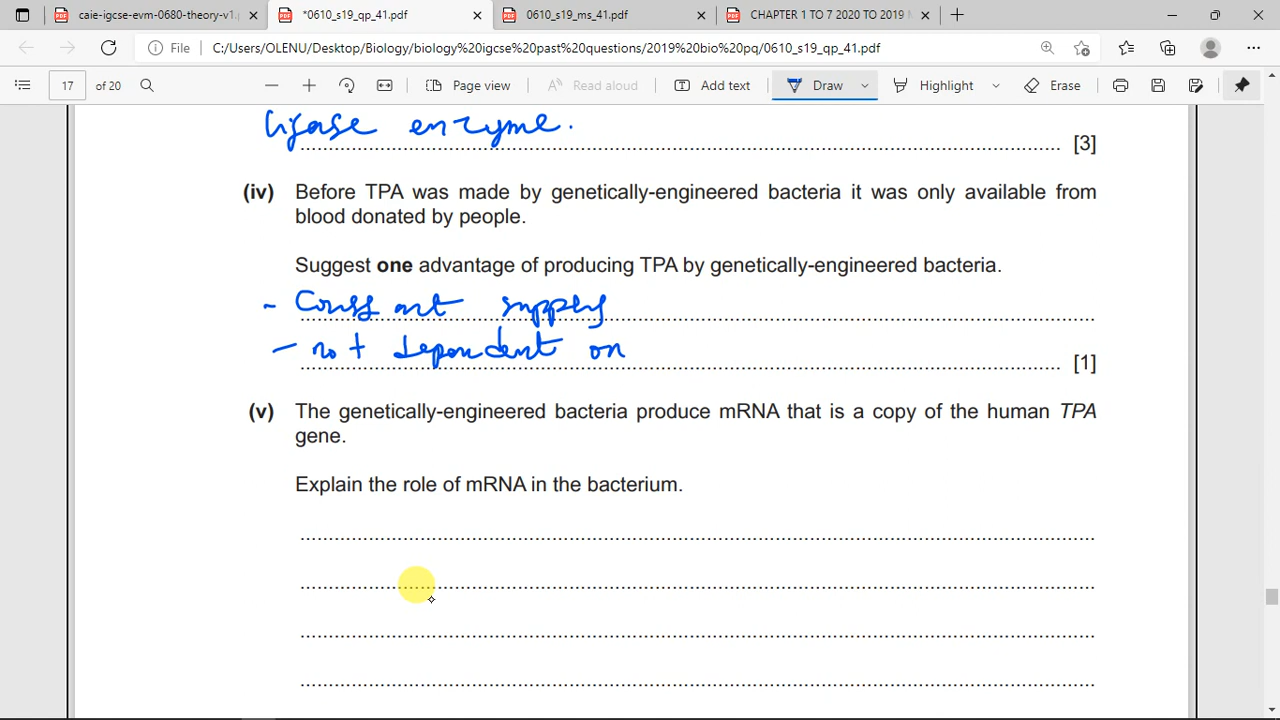 caie-igcse-evm-0680-theory-v1.
*0610_s19_qp_41.pdf
0610_s19_ms_41.pdf
CHAPTER 1 TO 7 2020 TO 2019
File
C:/Users/OLENU/Desktop/Biology/biology%20igcse%20past%20questions/2019%20bio%20pq/0610_s19_qp_41.pdf
17 of 20
Page view
Read aloud
Add text
Draw
Highlight
Erase
ligase enzyme.
[3]
(iv) Before TPA was made by genetically-engineered bacteria it was only available from
blood donated by people.
Suggest one advantage of producing TPA by genetically-engineered bacteria.
- Constant supply
- not dependent on
[1]
(v) The genetically-engineered bacteria produce mRNA that is a copy of the human TPA
gene.
Explain the role of mRNA in the bacterium.